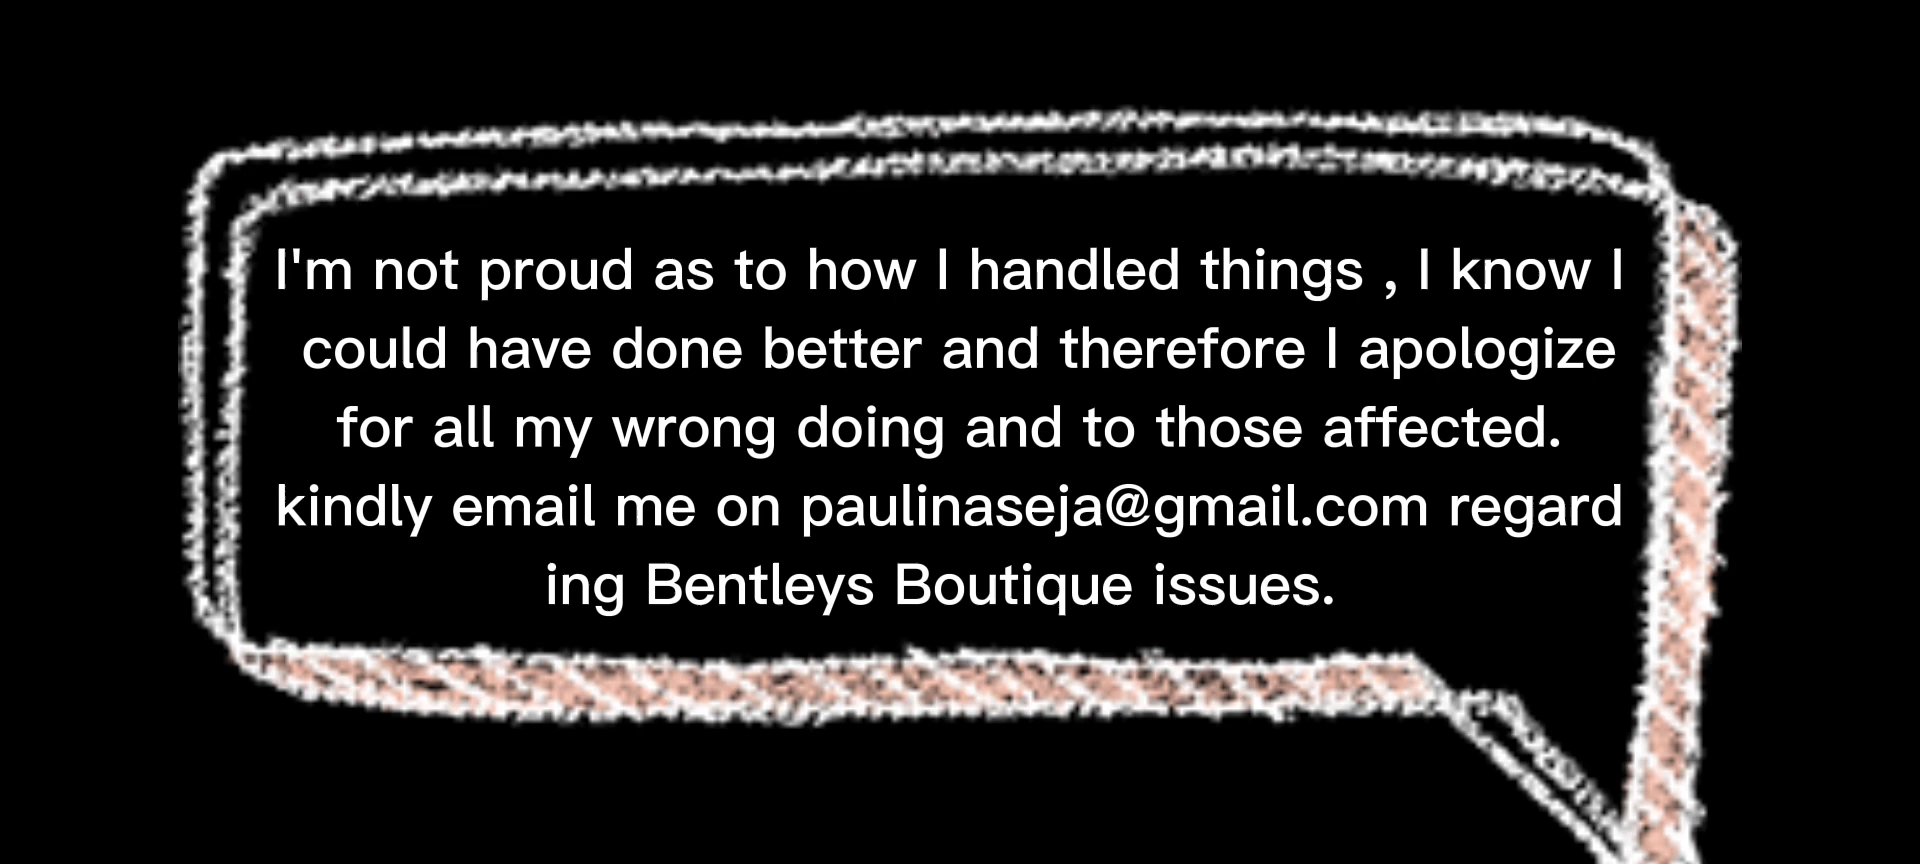 I'm not proud as to how I handled things , I know I
could have done better and therefore I apologize
for all my wrong doing and to those affected.
kindly email me on paulinaseja@gmail.com regard
ing Bentleys Boutique issues.